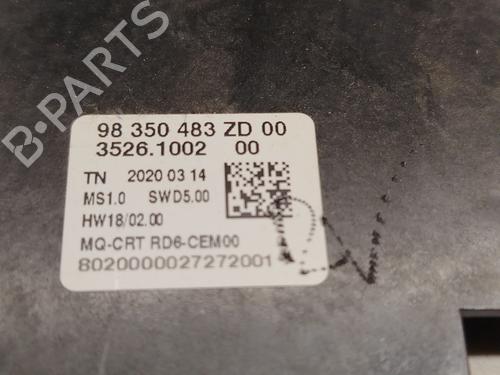 B-PARTS
98 350 483 ZD 00
3526.1002 00
TN 2020 03 14
MS1.0 SWD5.00
HW18/02.00
MQ-CRT RD6-CEM00
8020000027272001